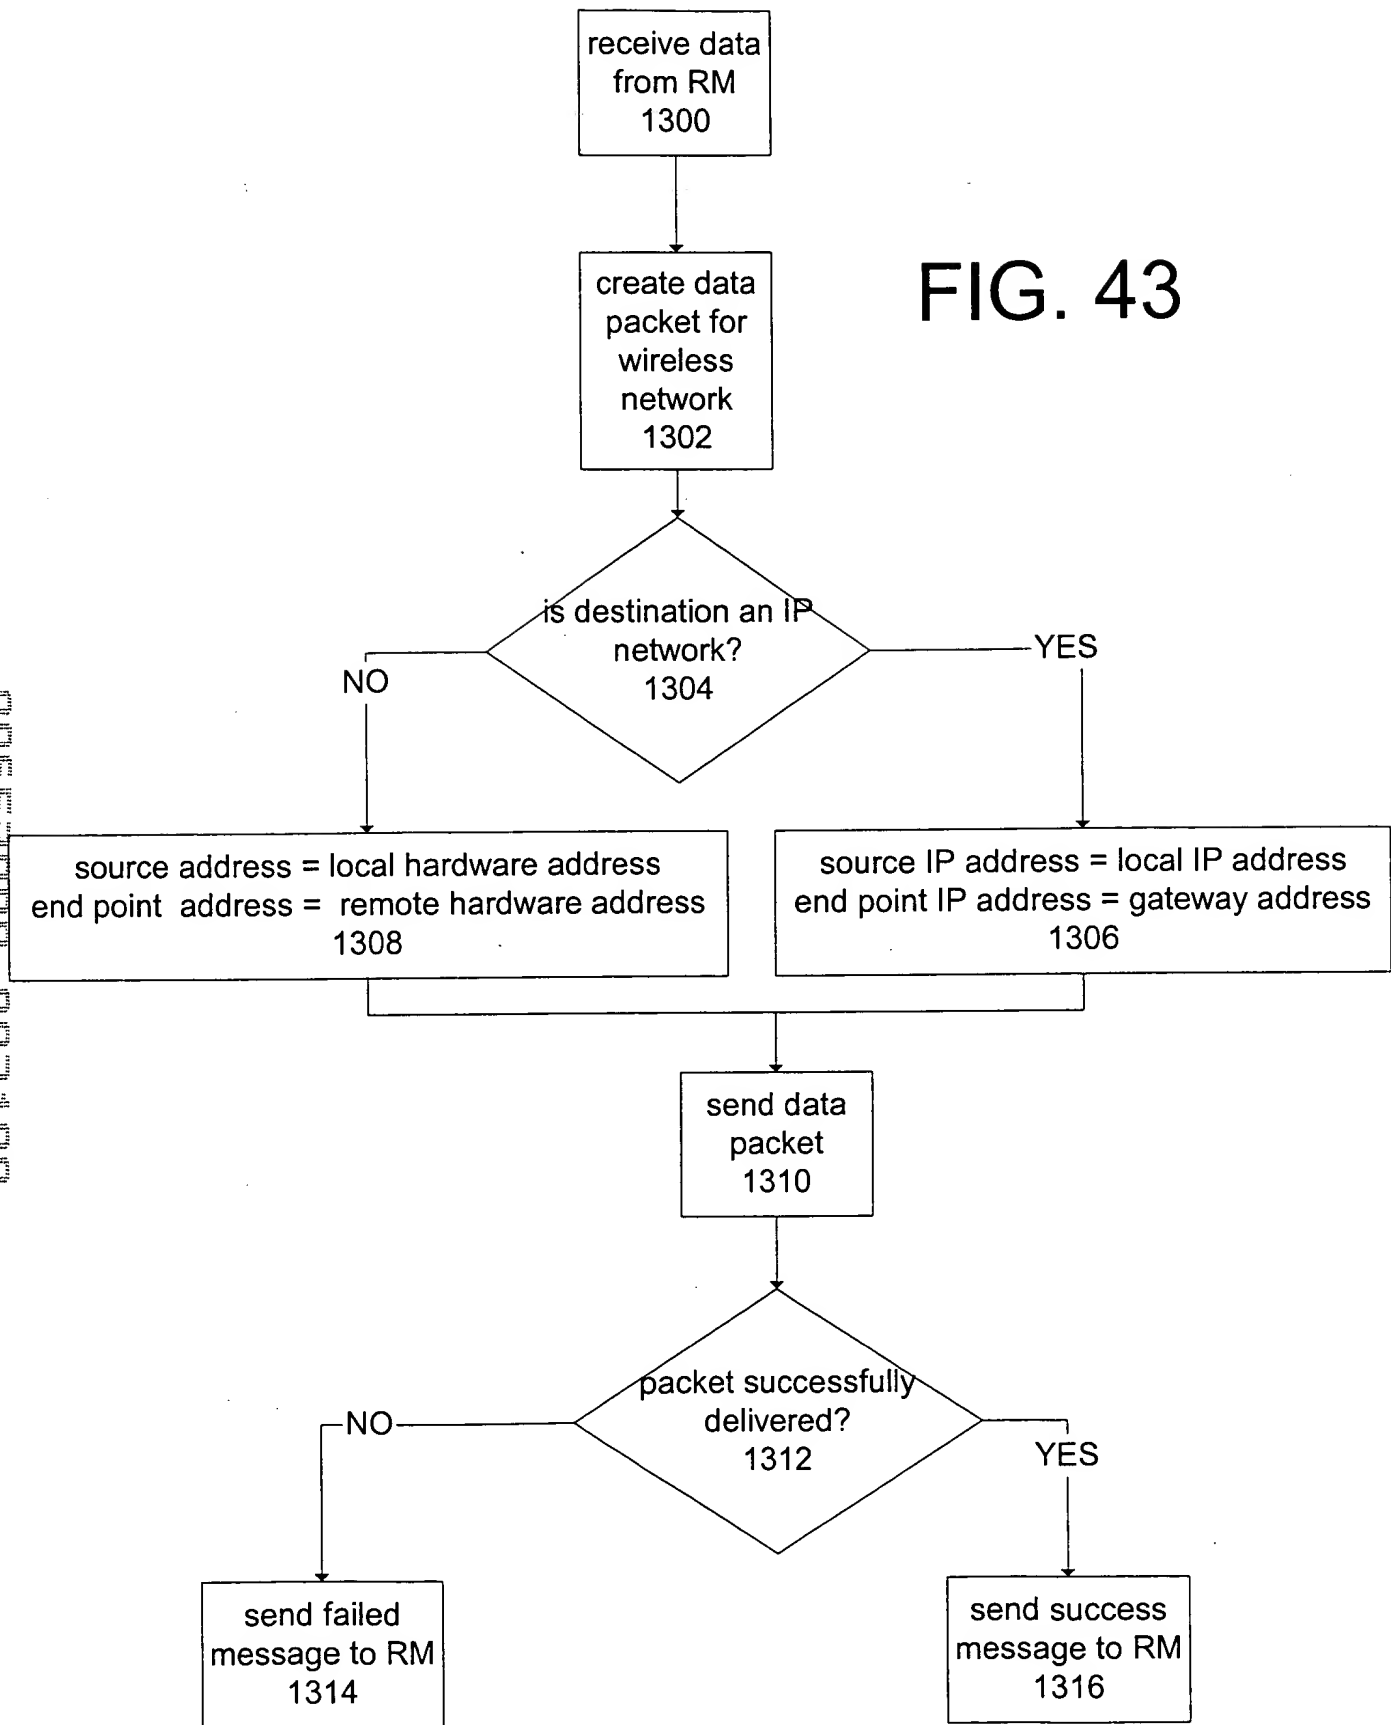 receive data
from RM
1300
FIG. 43
create data
packet for
wireless
network
1302
is destination an IP
network?
1304
NO
YES
source address = local hardware address
end point address = remote hardware address
1308
source IP address = local IP address
end point IP address = gateway address
1306
send data
packet
1310
packet successfully
delivered?
1312
NO
YES
send failed
message to RM
1314
send success
message to RM
1316